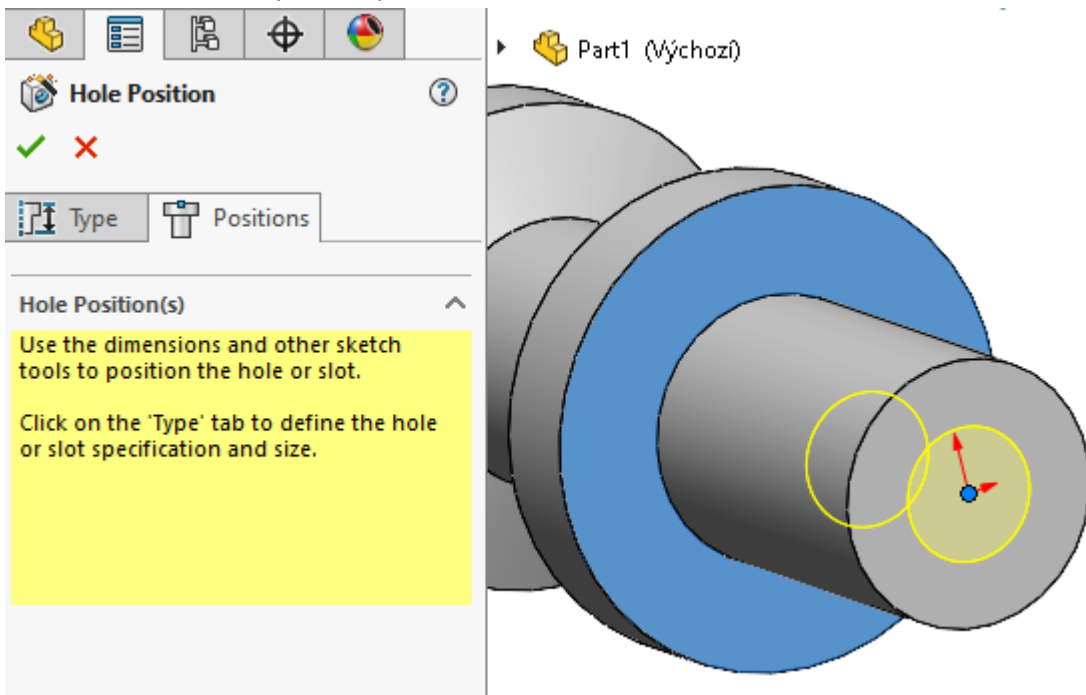 Part1 (Výchozí)
Hole Position
Type
Positions
Hole Position(s)
Use the dimensions and other sketch
tools to position the hole or slot.
Click on the 'Type' tab to define the hole
or slot specification and size.